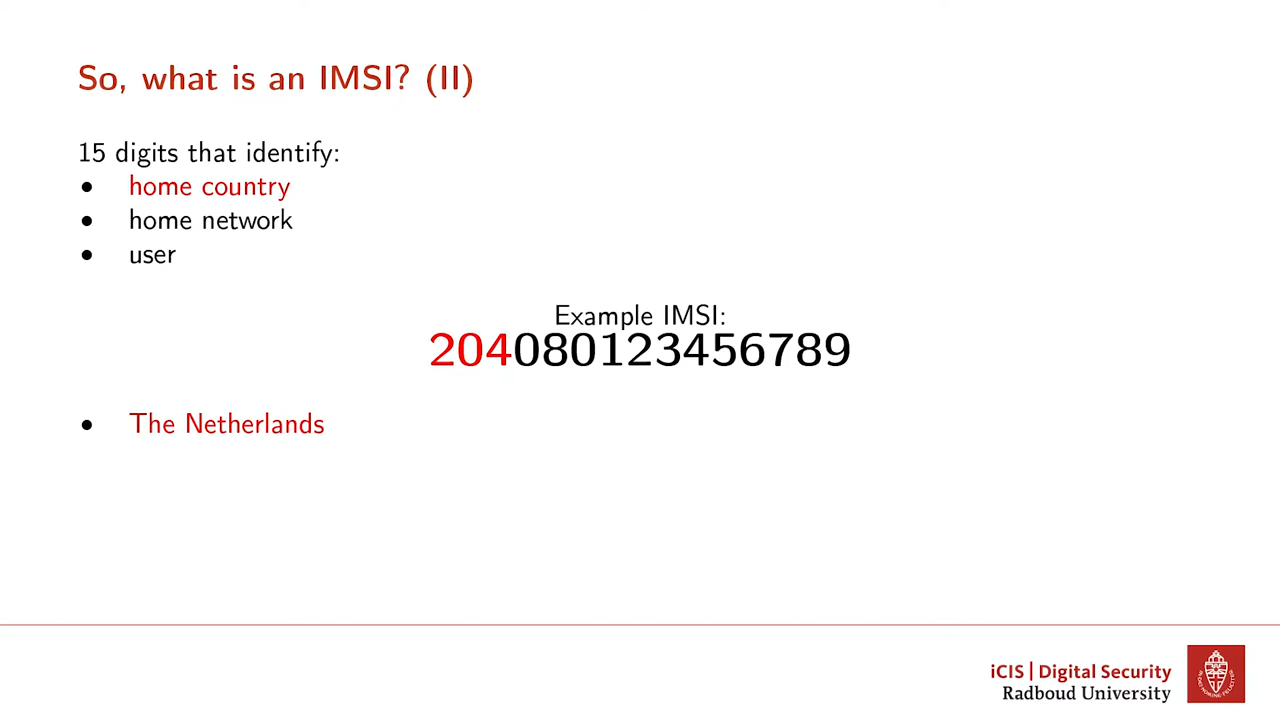 So, what is an IMSI? (II)
15 digits that identify:
• home country
• home network
• user
Example IMSI:
204080123456789
• The Netherlands
iCIS | Digital Security
Radboud University